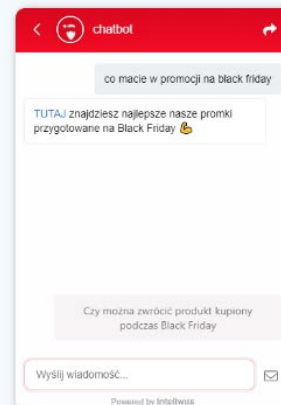 chatbot
co macie w promocji na black friday
TUTAJ znajdziesz najlepsze nasze promki
przygotowane na Black Friday 💪
Czy można zwrócić produkt kupiony
podczas Black Friday
Wyślij wiadomość...
Powered by Inteliwise